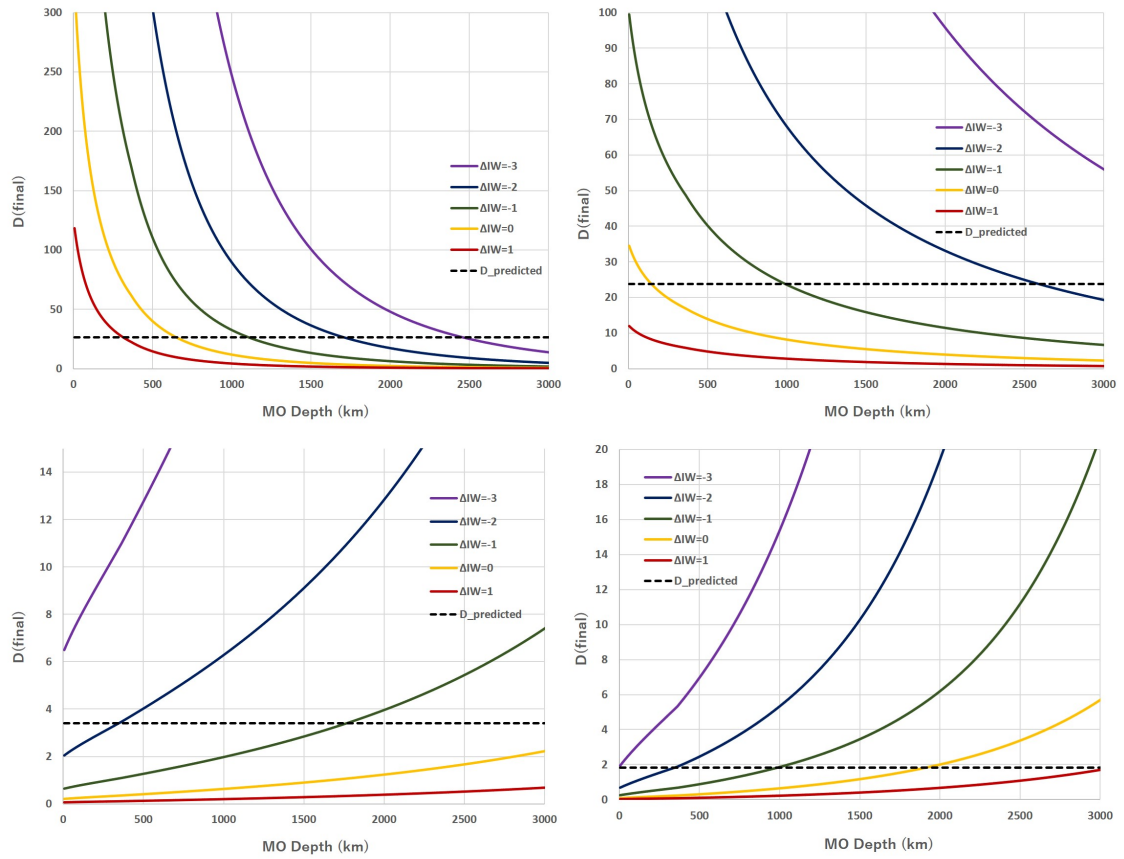 300
250
200
150
100
50
0
D(final)
0 500 1000 1500 2000 2500 3000
MO Depth (km)
ΔIW=-3
ΔIW=-2
ΔIW=-1
ΔIW=0
ΔIW=1
D_predicted
100
90
80
70
60
50
40
30
20
10
0
D(final)
0 500 1000 1500 2000 2500 3000
MO Depth (km)
ΔIW=-3
ΔIW=-2
ΔIW=-1
ΔIW=0
ΔIW=1
D_predicted
14
12
10
8
6
4
2
0
D(final)
0 500 1000 1500 2000 2500 3000
MO Depth (km)
ΔIW=-3
ΔIW=-2
ΔIW=-1
ΔIW=0
ΔIW=1
D_predicted
20
18
16
14
12
10
8
6
4
2
0
D(final)
0 500 1000 1500 2000 2500 3000
MO Depth (km)
ΔIW=-3
ΔIW=-2
ΔIW=-1
ΔIW=0
ΔIW=1
D_predicted